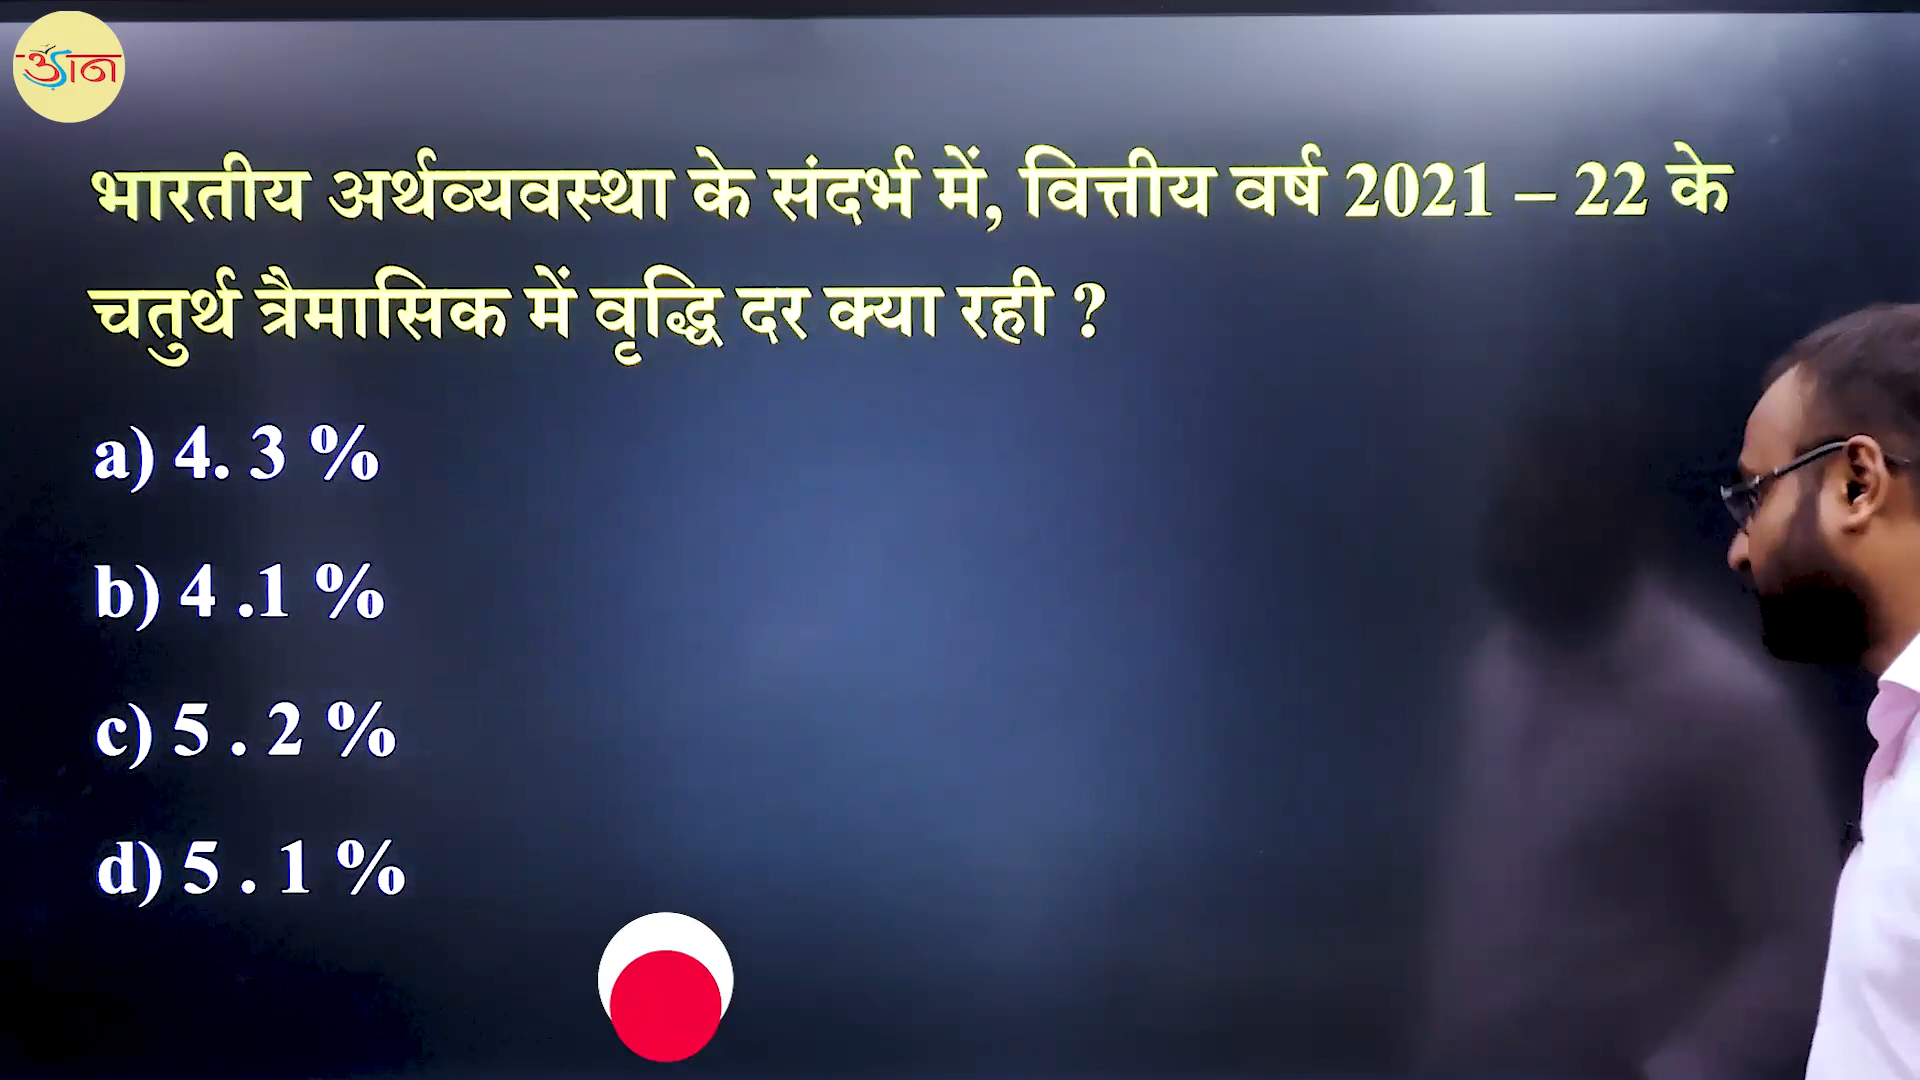 उड़ान
भारतीय अर्थव्यवस्था के संदर्भ में, वित्तीय वर्ष 2021 – 22 के
चतुर्थ त्रैमासिक में वृद्धि दर क्या रही ?
a) 4. 3 %
b) 4 .1 %
c) 5 . 2 %
d) 5 . 1 %